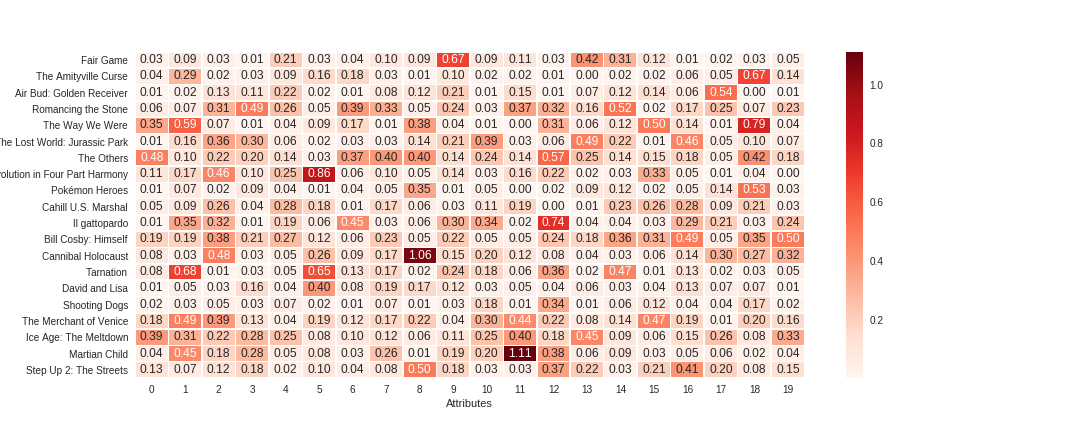 Fair Game 0.03 0.09 0.03 0.01 0.21 0.03 0.04 0.10 0.09 0.67 0.09 0.11 0.03 0.42 0.31 0.12 0.01 0.02 0.03 0.05
The Amityville Curse 0.04 0.29 0.02 0.03 0.09 0.16 0.18 0.03 0.01 0.10 0.02 0.02 0.01 0.00 0.02 0.02 0.06 0.05 0.67 0.14
Air Bud: Golden Receiver 0.01 0.02 0.13 0.11 0.22 0.02 0.01 0.08 0.12 0.21 0.01 0.15 0.01 0.07 0.12 0.14 0.06 0.54 0.00 0.07
Romancing the Stone 0.06 0.07 0.31 0.49 0.26 0.05 0.39 0.33 0.05 0.24 0.03 0.37 0.32 0.16 0.52 0.02 0.17 0.25 0.07 0.23
The Way We Were 0.35 0.59 0.07 0.01 0.04 0.09 0.17 0.01 0.38 0.04 0.01 0.00 0.31 0.06 0.12 0.50 0.14 0.01 0.79 0.04
he Lost World: Jurassic Park 0.01 0.16 0.36 0.30 0.06 0.02 0.03 0.03 0.14 0.21 0.39 0.03 0.06 0.49 0.22 0.01 0.46 0.05 0.10 0.07
The Others 0.48 0.10 0.22 0.20 0.14 0.03 0.37 0.40 0.40 0.14 0.24 0.14 0.57 0.25 0.14 0.15 0.18 0.05 0.42 0.18
volution in Four Part Harmony 0.11 0.17 0.46 0.10 0.25 0.86 0.06 0.10 0.05 0.14 0.03 0.16 0.22 0.02 0.03 0.33 0.05 0.01 0.04 0.00
Pokémon Heroes 0.01 0.07 0.02 0.09 0.04 0.01 0.04 0.05 0.35 0.01 0.05 0.00 0.02 0.09 0.12 0.02 0.05 0.14 0.53 0.03
Cahill U.S. Marshal 0.05 0.09 0.26 0.04 0.28 0.18 0.01 0.17 0.06 0.03 0.11 0.19 0.00 0.01 0.23 0.26 0.28 0.09 0.21 0.03
Il gattopardo 0.01 0.35 0.32 0.01 0.19 0.06 0.45 0.03 0.06 0.30 0.34 0.02 0.74 0.04 0.04 0.03 0.29 0.21 0.03 0.24
Bill Cosby: Himself 0.19 0.19 0.38 0.21 0.27 0.12 0.06 0.23 0.05 0.22 0.05 0.05 0.24 0.18 0.36 0.31 0.49 0.05 0.35 0.50
Cannibal Holocaust 0.08 0.03 0.48 0.03 0.05 0.26 0.09 0.17 1.06 0.15 0.20 0.12 0.08 0.04 0.03 0.06 0.14 0.30 0.27 0.32
Tarnation 0.08 0.68 0.01 0.03 0.05 0.65 0.13 0.17 0.02 0.24 0.18 0.06 0.36 0.02 0.47 0.01 0.13 0.02 0.03 0.05
David and Lisa 0.01 0.05 0.03 0.16 0.04 0.40 0.08 0.19 0.17 0.12 0.03 0.05 0.04 0.06 0.03 0.04 0.13 0.07 0.07 0.01
Shooting Dogs 0.02 0.03 0.05 0.03 0.07 0.02 0.01 0.07 0.01 0.03 0.18 0.01 0.34 0.01 0.06 0.12 0.04 0.04 0.17 0.02
The Merchant of Venice 0.18 0.49 0.39 0.13 0.04 0.19 0.12 0.17 0.22 0.04 0.30 0.44 0.22 0.08 0.14 0.47 0.19 0.01 0.20 0.16
Ice Age: The Meltdown 0.39 0.31 0.22 0.28 0.25 0.08 0.10 0.12 0.06 0.11 0.25 0.40 0.18 0.45 0.09 0.06 0.15 0.26 0.08 0.33
Martian Child 0.04 0.45 0.18 0.28 0.05 0.08 0.03 0.26 0.01 0.19 0.20 1.11 0.38 0.06 0.09 0.03 0.05 0.06 0.02 0.04
Step Up 2: The Streets 0.13 0.07 0.12 0.18 0.02 0.10 0.04 0.08 0.50 0.18 0.03 0.03 0.37 0.22 0.03 0.21 0.41 0.20 0.08 0.15
0 1 2 3 4 5 6 7 8 9 10 11 12 13 14 15 16 17 18 19
Attributes
1.0
0.8
0.6
0.4
0.2